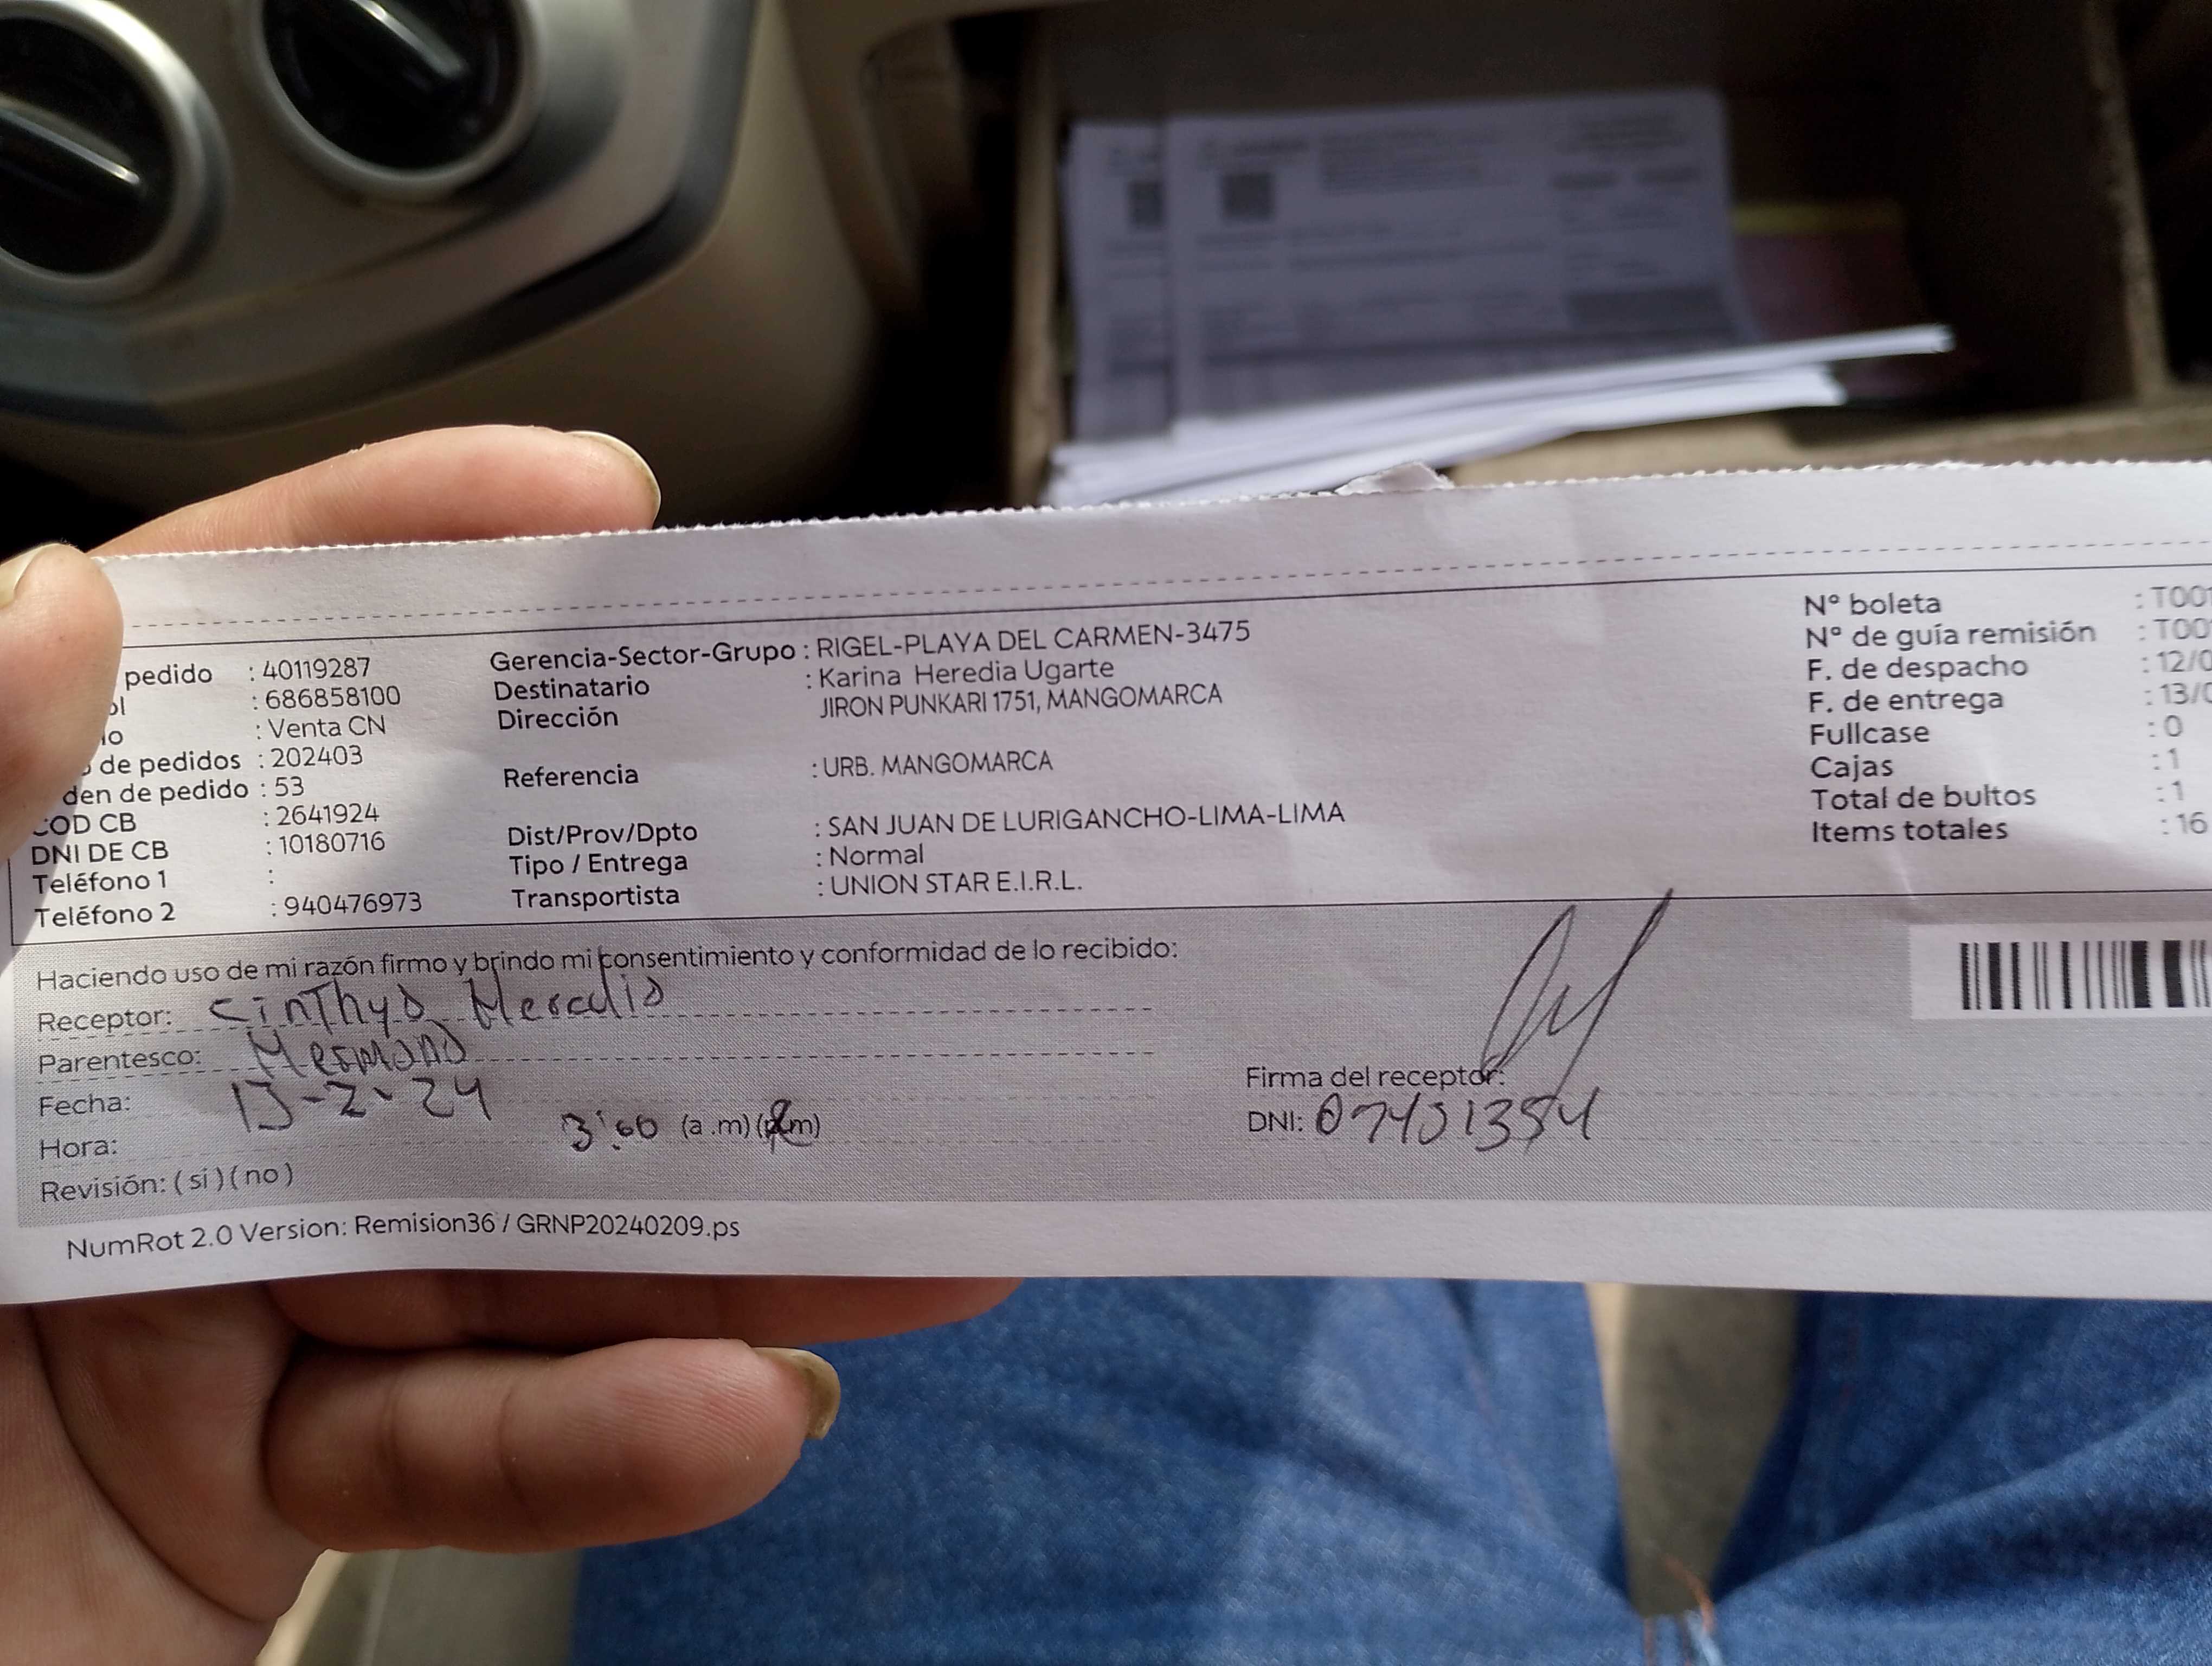 pedido : 40119287
ol : 686858100
io : Venta CN
de pedidos : 202403
den de pedido : 53
COD CB : 2641924
DNI DE CB : 10180716
Teléfono 1 :
Teléfono 2 : 940476973
Gerencia-Sector-Grupo : RIGEL-PLAYA DEL CARMEN-3475
Destinatario : Karina Heredia Ugarte
Dirección JIRON PUNKARI 1751, MANGOMARCA
Referencia : URB. MANGOMARCA
Dist/Prov/Dpto : SAN JUAN DE LURIGANCHO-LIMA-LIMA
Tipo / Entrega : Normal
Transportista : UNION STAR E.I.R.L.
N° boleta : T001
N° de guía remisión : T001
F. de despacho : 12/0
F. de entrega : 13/0
Fullcase : 0
Cajas : 1
Total de bultos : 1
Items totales : 16
Haciendo uso de mi razón firmo y brindo mi consentimiento y conformidad de lo recibido:
Receptor: Cinthya
Parentesco: Hermana
Fecha: 13-2-24
Hora: 3:00 (a .m) (p.m)
Revisión: ( si ) ( no )
Firma del receptor:
DNI:
NumRot 2.0 Version: Remision36 / GRNP20240209.ps